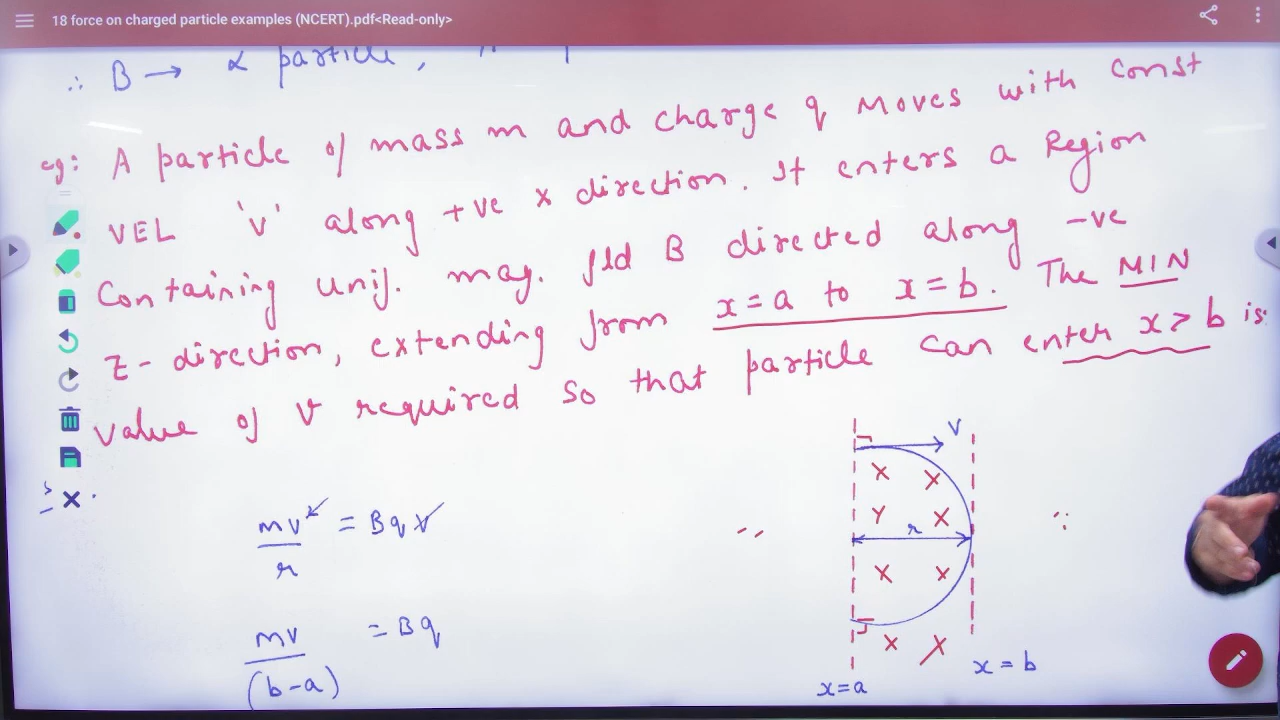 18 force on charged particle examples (NCERT).pdf<Read-only>
∴ B → α particle,
eg: A particle of mass m and charge q moves with const
VEL 'v' along +ve x direction. It enters a Region
Containing unif. mag. fld B directed along -ve
z-direction, extending from x=a to x=b. The MIN
value of v required so that particle can enter x>b is:
v
x x
Y x
r
x x
x x
x=a
x=b
mv² = Bqv
r
mv = Bq
(b-a)